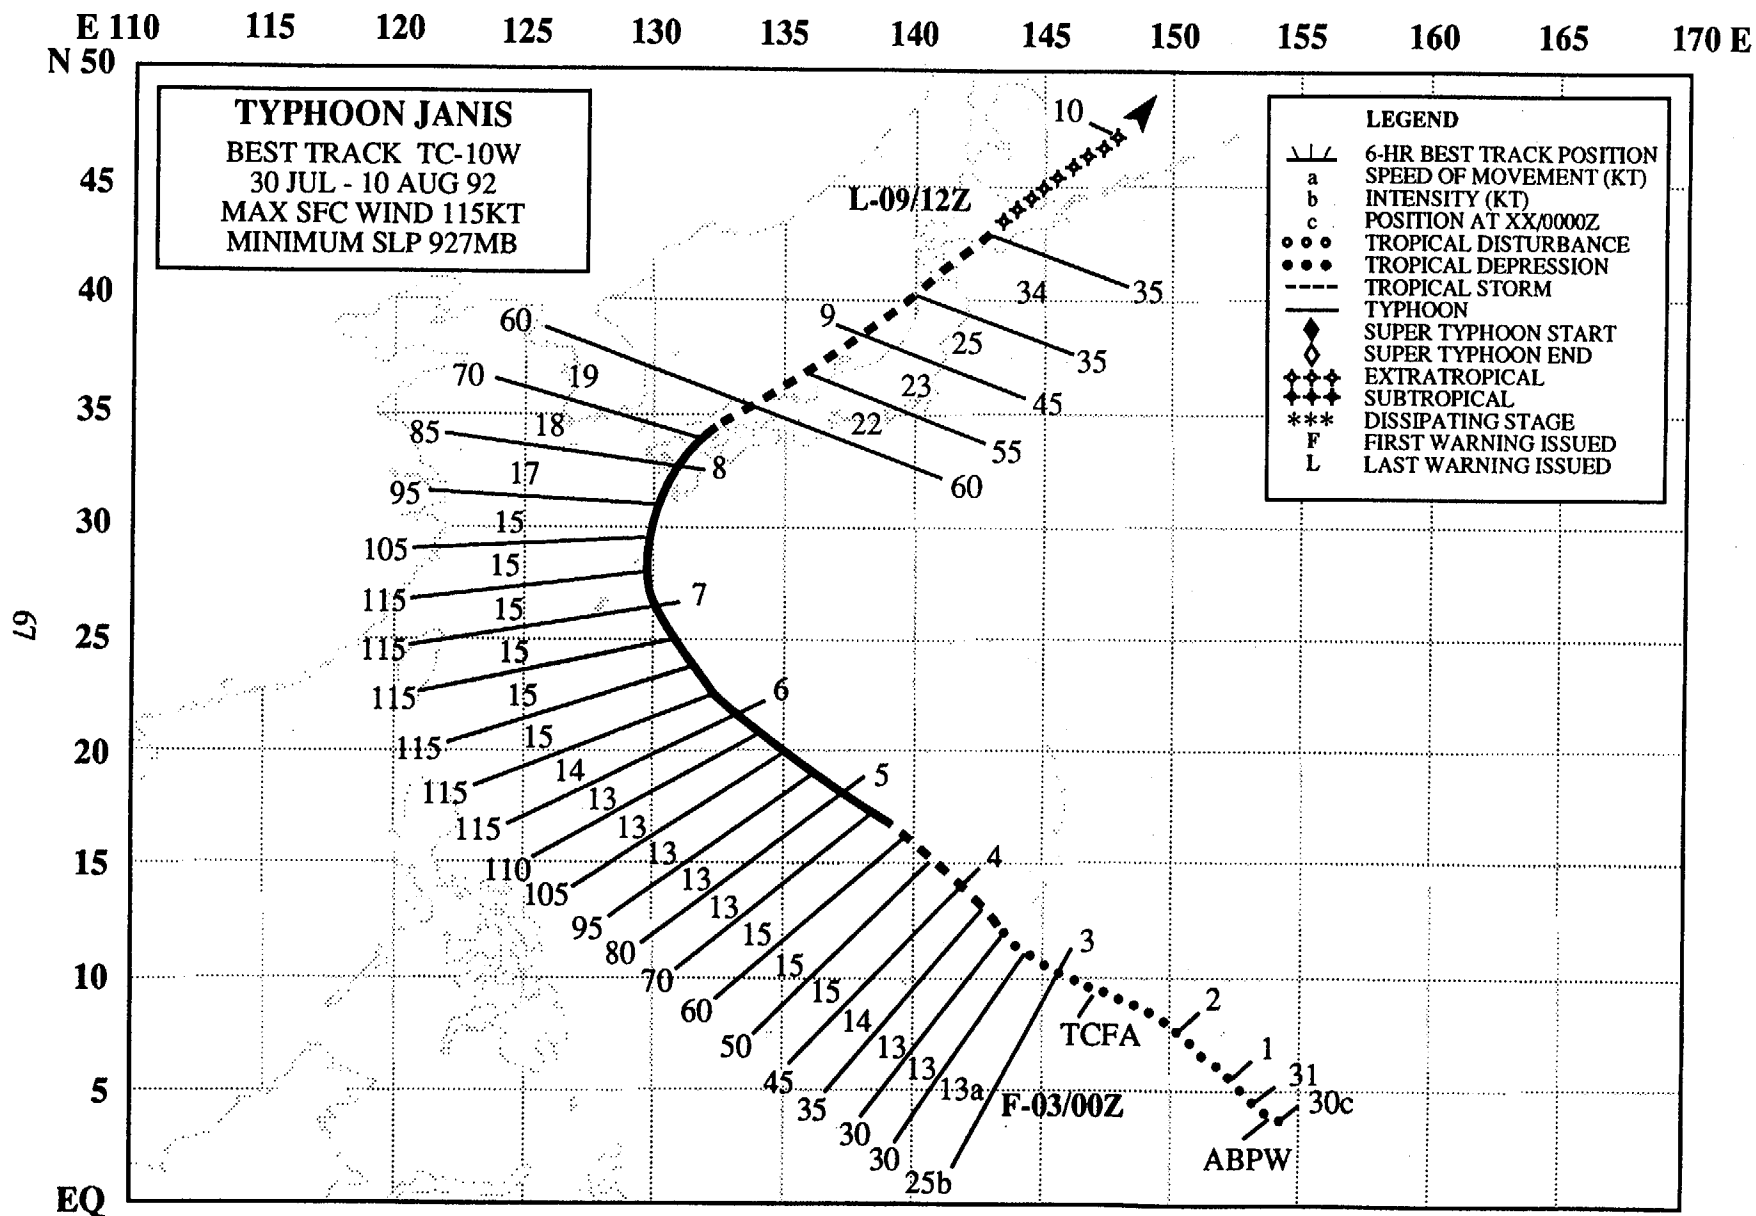 E 110 115 120 125 130 135 140 145 150 155 160 165 170 E
N 50
45
40
35
30
25
20
15
10
5
EQ
TYPHOON JANIS
BEST TRACK TC-10W
30 JUL - 10 AUG 92
MAX SFC WIND 115KT
MINIMUM SLP 927MB
LEGEND
6-HR BEST TRACK POSITION
a SPEED OF MOVEMENT (KT)
b INTENSITY (KT)
c POSITION AT XX/0000Z
TROPICAL DISTURBANCE
TROPICAL DEPRESSION
TROPICAL STORM
TYPHOON
SUPER TYPHOON START
SUPER TYPHOON END
EXTRATROPICAL
SUBTROPICAL
*** DISSIPATING STAGE
F FIRST WARNING ISSUED
L LAST WARNING ISSUED
10
L-09/12Z
34
35
9
25
35
60
23
45
19
70
22
55
18
85
8
60
17
95
15
105
15
115
15
7
115
15
115
15
6
115
15
115
14
5
115
13
110
13
4
105
13
95
13
80
13
3
70
15
60
15
2
50
15
TCFA
45
14
1
35
13
31
30
13
30c
30
13a
F-03/00Z
25b
ABPW
67